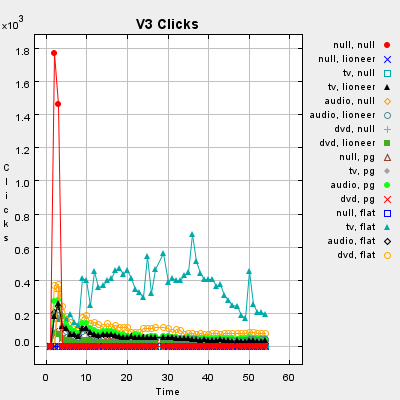 V3 Clicks
×10³
1.8
1.6
1.4
1.2
1.0
0.8
0.6
0.4
0.2
0.0
Clicks
0 10 20 30 40 50 60
Time
null, null
null, lioneer
tv, null
tv, lioneer
audio, null
audio, lioneer
dvd, null
dvd, lioneer
null, pg
tv, pg
audio, pg
dvd, pg
null, flat
tv, flat
audio, flat
dvd, flat